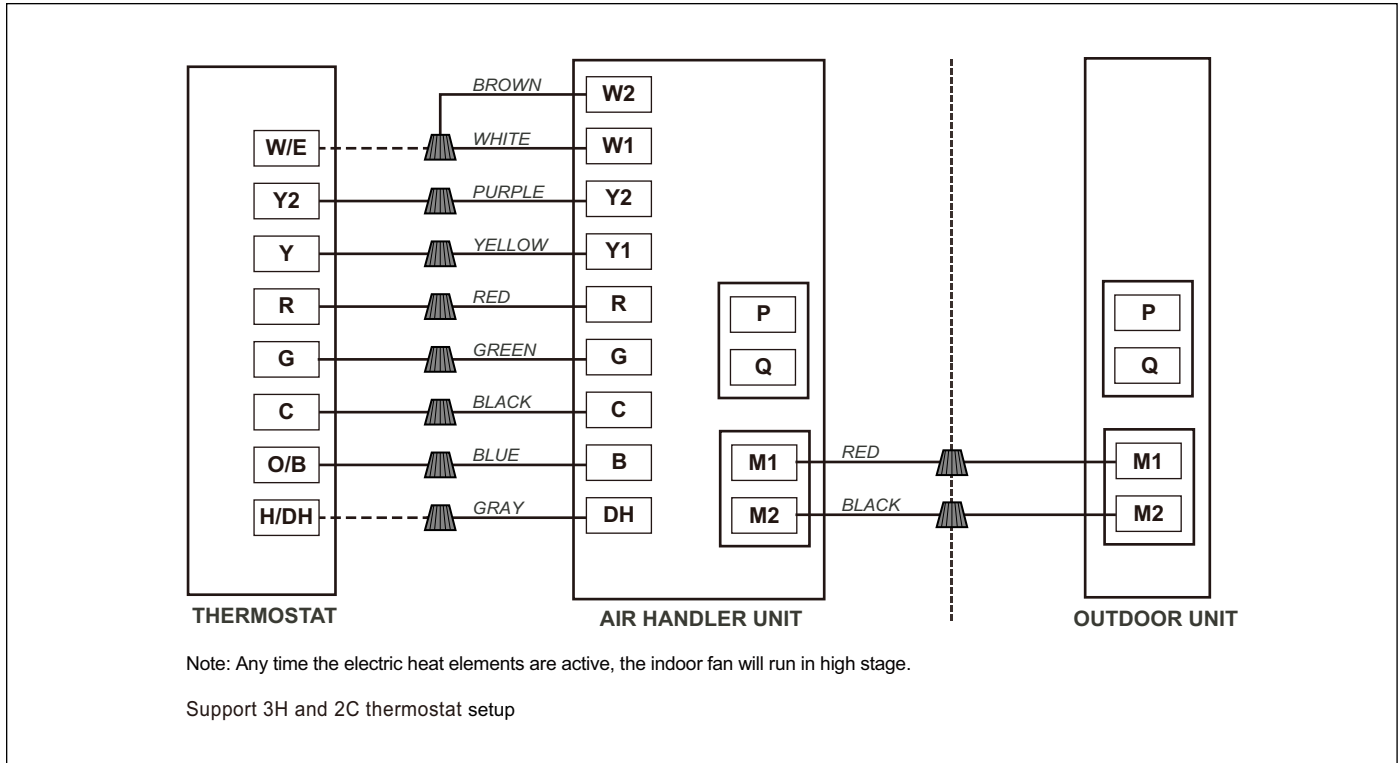 BROWN
W2
W/E
WHITE
W1
Y2
PURPLE
Y2
Y
YELLOW
Y1
R
RED
R
P
P
G
GREEN
G
Q
Q
C
BLACK
C
O/B
BLUE
B
M1
RED
M1
H/DH
GRAY
DH
M2
BLACK
M2
THERMOSTAT
AIR HANDLER UNIT
OUTDOOR UNIT
Note: Any time the electric heat elements are active, the indoor fan will run in high stage.
Support 3H and 2C thermostat setup